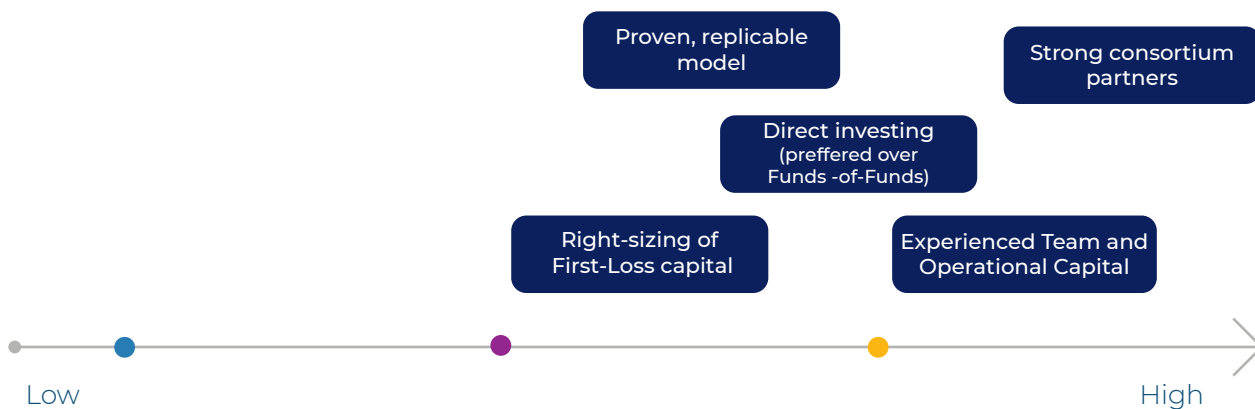 Proven, replicable
model
Strong consortium
partners
Direct investing
(preffered over
Funds -of-Funds)
Right-sizing of
First-Loss capital
Experienced Team and
Operational Capital
Low
High